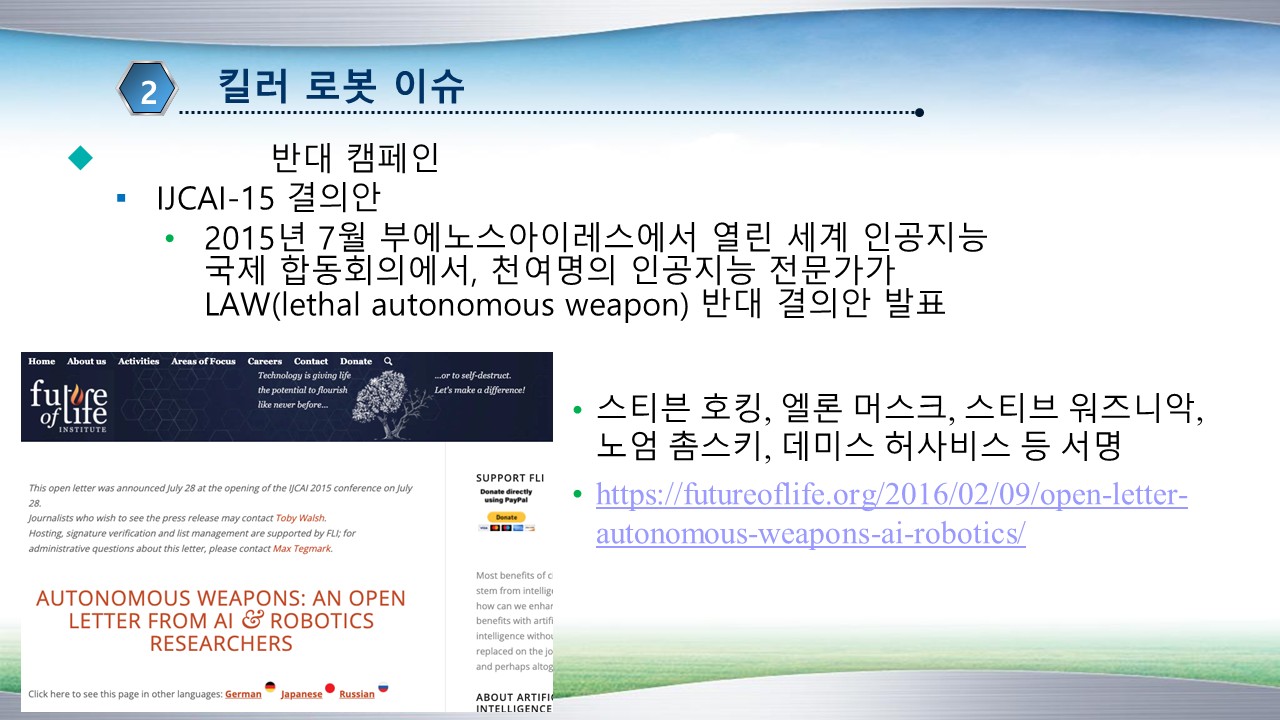 2
킬러 로봇 이슈
반대 캠페인
IJCAI-15 결의안
2015년 7월 부에노스아이레스에서 열린 세계 인공지능
국제 합동회의에서, 천여명의 인공지능 전문가가
LAW(lethal autonomous weapon) 반대 결의안 발표
Home About us Activities Areas of Focus Careers Contact Donate
future
of life
INSTITUTE
Technology is giving life
the potential to flourish
like never before...
...or to self-destruct.
Let's make a difference!
This open letter was announced July 28 at the opening of the IJCAI 2015 conference on July
28.
Journalists who wish to see the press release may contact Toby Walsh.
Hosting, signature verification and list management are supported by FLI; for
administrative questions about this letter, please contact Max Tegmark.
AUTONOMOUS WEAPONS: AN OPEN
LETTER FROM AI & ROBOTICS
RESEARCHERS
Click here to see this page in other languages: German Japanese Russian
SUPPORT FLI
Donate directly
using PayPal
Donate
Most benefits of c
stem from intellige
how can we enhan
benefits with artifi
intelligence withou
replaced on the jo
and perhaps altog
ABOUT ARTIFI
INTELLIGENCE
스티븐 호킹, 엘론 머스크, 스티브 워즈니악,
노엄 촘스키, 데미스 허사비스 등 서명
https://futureoflife.org/2016/02/09/open-letter-
autonomous-weapons-ai-robotics/